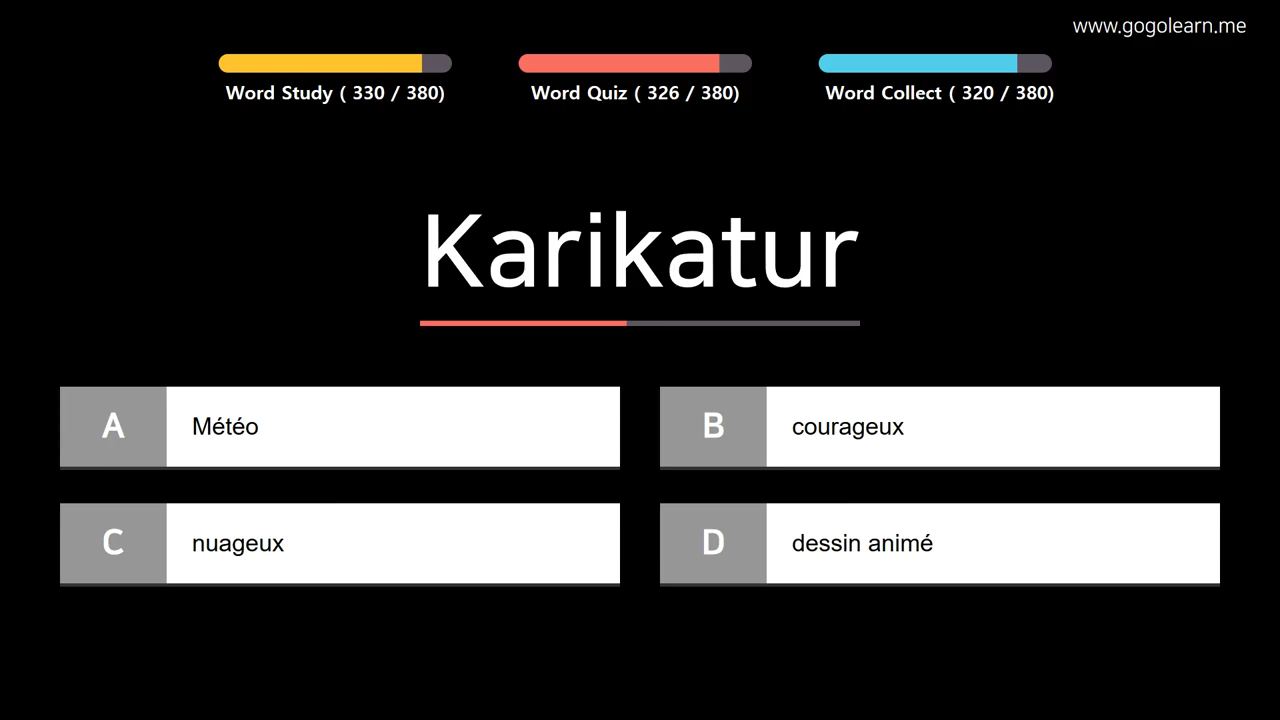 www.gogolearn.me
Word Study ( 330 / 380)
Word Quiz ( 326 / 380)
Word Collect ( 320 / 380)
Karikatur
A Météo
B courageux
C nuageux
D dessin animé